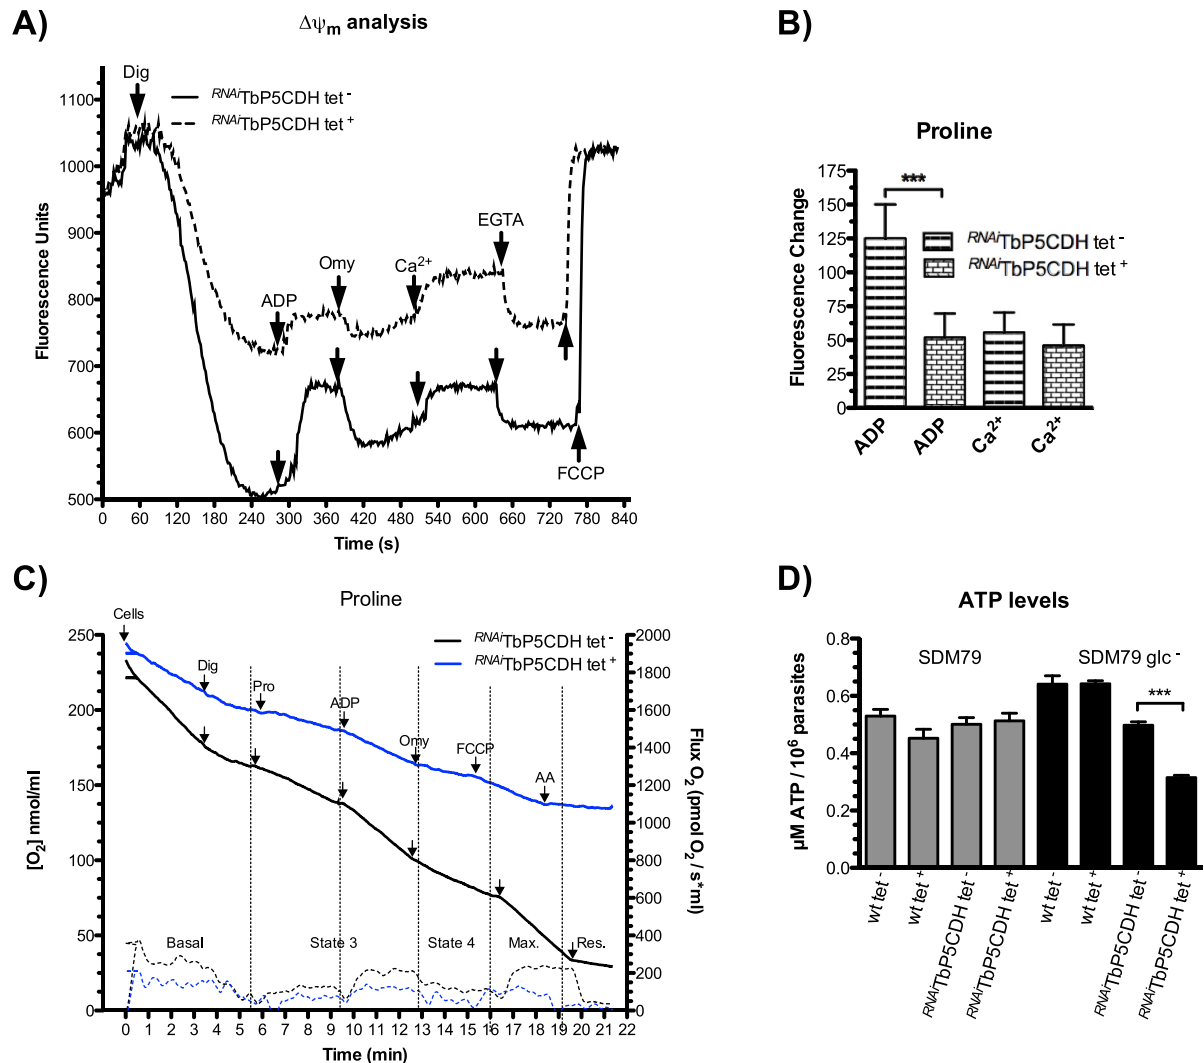 A)
Δψm analysis
Dig
RNAiTbP5CDH tet -
RNAiTbP5CDH tet +
ADP
Omy
Ca2+
EGTA
FCCP
Fluorescence Units
1100
1000
900
800
700
600
500
0 60 120 180 240 300 360 420 480 540 600 660 720 780 840
Time (s)
B)
Proline
***
RNAiTbP5CDH tet -
RNAiTbP5CDH tet +
Fluorescence Change
175
150
125
100
75
50
25
0
ADP ADP Ca2+ Ca2+
C)
Proline
Cells
RNAiTbP5CDH tet -
RNAiTbP5CDH tet +
Dig
Pro
ADP
Omy
FCCP
AA
Basal State 3 State 4 Max. Res.
[O2] nmol/ml
250
200
150
100
50
0
Flux O2 (pmol O2 / s*ml)
2000
1800
1600
1400
1200
1000
800
600
400
200
0
0 1 2 3 4 5 6 7 8 9 10 11 12 13 14 15 16 17 18 19 20 21 22
Time (min)
D)
ATP levels
SDM79
SDM79 glc -
***
µM ATP / 106 parasites
0.8
0.6
0.4
0.2
0.0
wt tet -
wt tet +
RNAiTbP5CDH tet -
RNAiTbP5CDH tet +
wt tet -
wt tet +
RNAiTbP5CDH tet -
RNAiTbP5CDH tet +